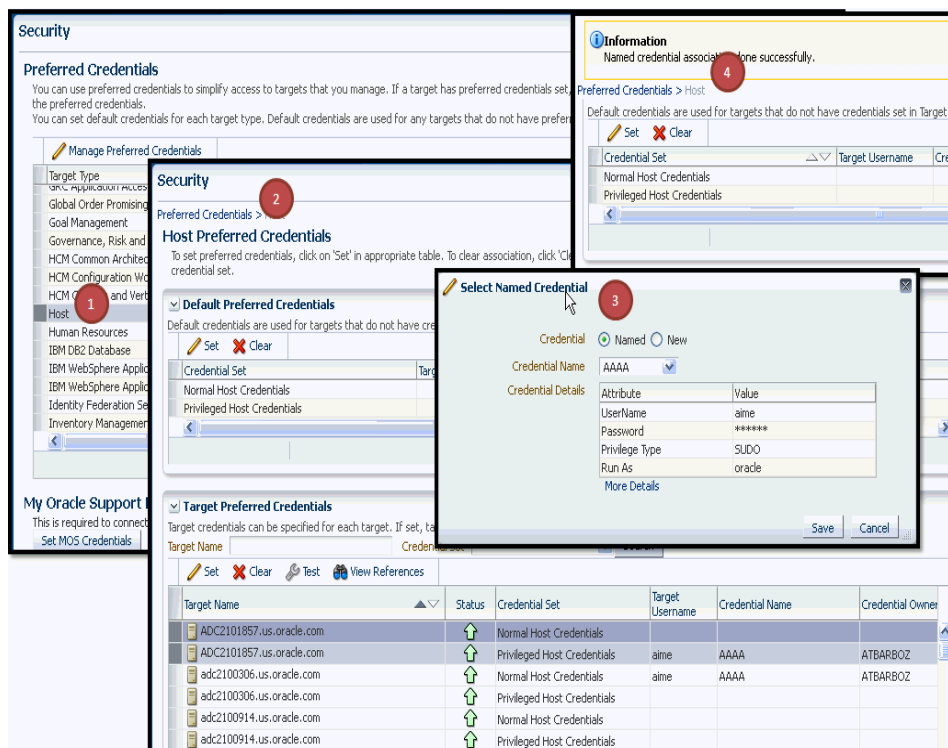 Security
Preferred Credentials
You can use preferred credentials to simplify access to targets that you manage. If a target has preferred credentials set,
the preferred credentials.
You can set default credentials for each target type. Default credentials are used for any targets that do not have prefer
Manage Preferred Credentials
Target Type
GRC Application Access
Global Order Promising
Goal Management
Governance, Risk and
HCM Common Architec
HCM Configuration Wo
HCM and Vert
1
Host
Human Resources
IBM DB2 Database
IBM WebSphere Applic
IBM WebSphere Applic
Identity Federation Se
Inventory Managemen
My Oracle Support
This is required to connect
Set MOS Credentials
Security
2
Preferred Credentials >
Host Preferred Credentials
To set preferred credentials, click on 'Set' in appropriate table. To clear association, click 'Cle
credential set.
Default Preferred Credentials
Default credentials are used for targets that do not have cre
Set Clear
Credential Set Targ
Normal Host Credentials
Privileged Host Credentials
Target Preferred Credentials
Target credentials can be specified for each target. If set, ta
Target Name
Set Clear Test View References
Target Name Status Credential Set Target Username Credential Name Credential Owner
ADC2101857.us.oracle.com Normal Host Credentials
ADC2101857.us.oracle.com Privileged Host Credentials aime AAAA ATBARBOZ
adc2100306.us.oracle.com Normal Host Credentials aime AAAA ATBARBOZ
adc2100306.us.oracle.com Privileged Host Credentials
adc2100914.us.oracle.com Normal Host Credentials
adc2100914.us.oracle.com Privileged Host Credentials
Select Named Credential
3
Credential Named New
Credential Name AAAA
Credential Details Attribute Value
UserName aime
Password ******
Privilege Type SUDO
Run As oracle
More Details
Save Cancel
Information
Named credential associa one successfully.
4
Preferred Credentials > Host
Default credentials are used for targets that do not have credentials set in Target
Set Clear
Credential Set Target Username Cre
Normal Host Credentials
Privileged Host Credentials